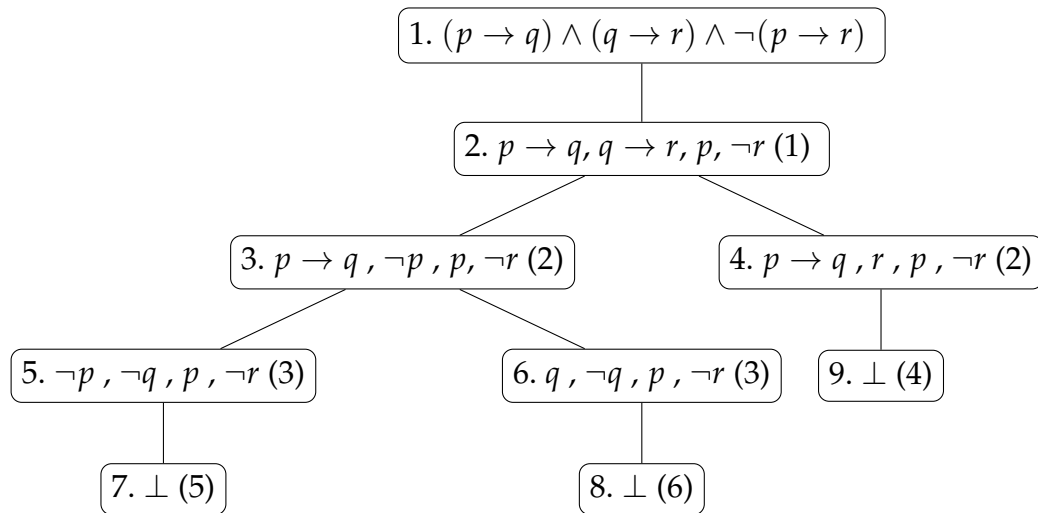 1. (p → q) ∧ (q → r) ∧ ¬(p → r)
2. p → q, q → r, p, ¬r (1)
3. p → q , ¬p , p, ¬r (2)
4. p → q , r , p , ¬r (2)
5. ¬p , ¬q , p , ¬r (3)
6. q , ¬q , p , ¬r (3)
9. ⊥ (4)
7. ⊥ (5)
8. ⊥ (6)